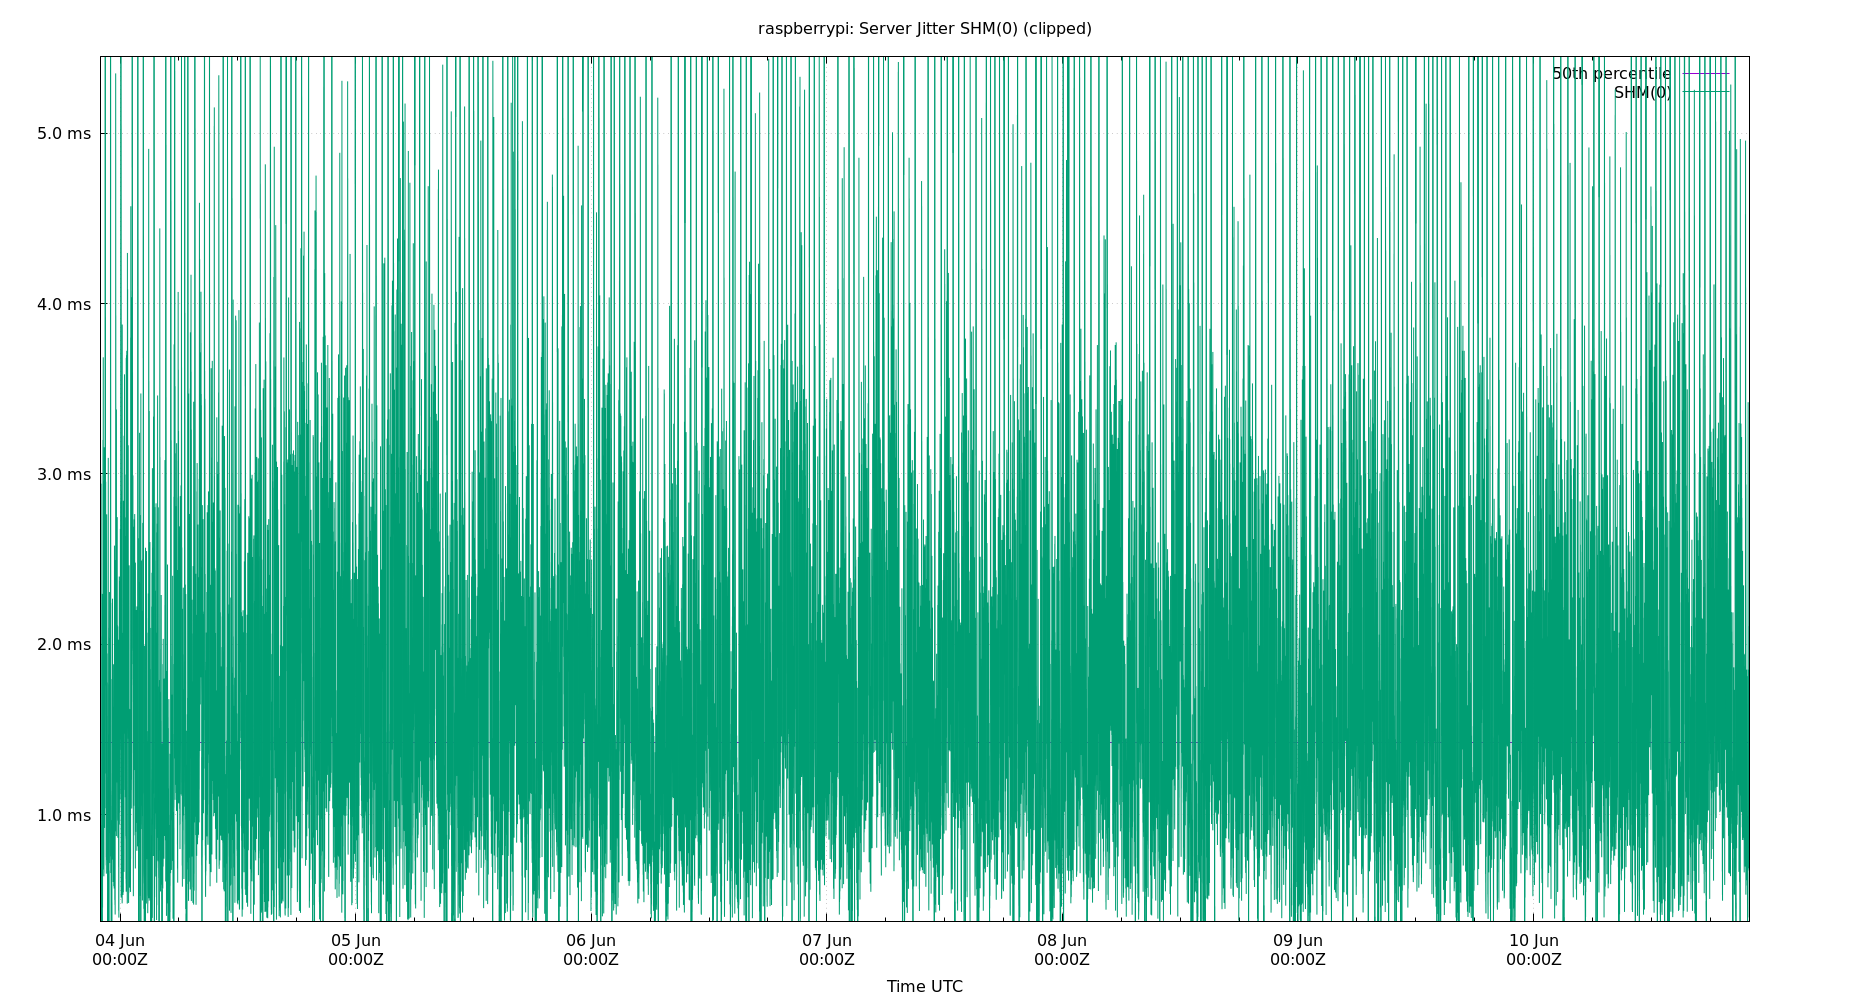 raspberrypi: Server Jitter SHM(0) (clipped)
50th percentile
SHM(0)
5.0 ms
4.0 ms
3.0 ms
2.0 ms
1.0 ms
04 Jun 05 Jun 06 Jun 07 Jun 08 Jun 09 Jun 10 Jun
00:00Z 00:00Z 00:00Z 00:00Z 00:00Z 00:00Z 00:00Z
Time UTC